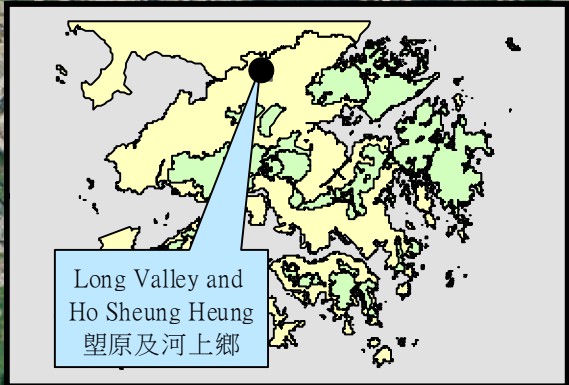 Long Valley and
Ho Sheung Heung
塱原及河上鄉